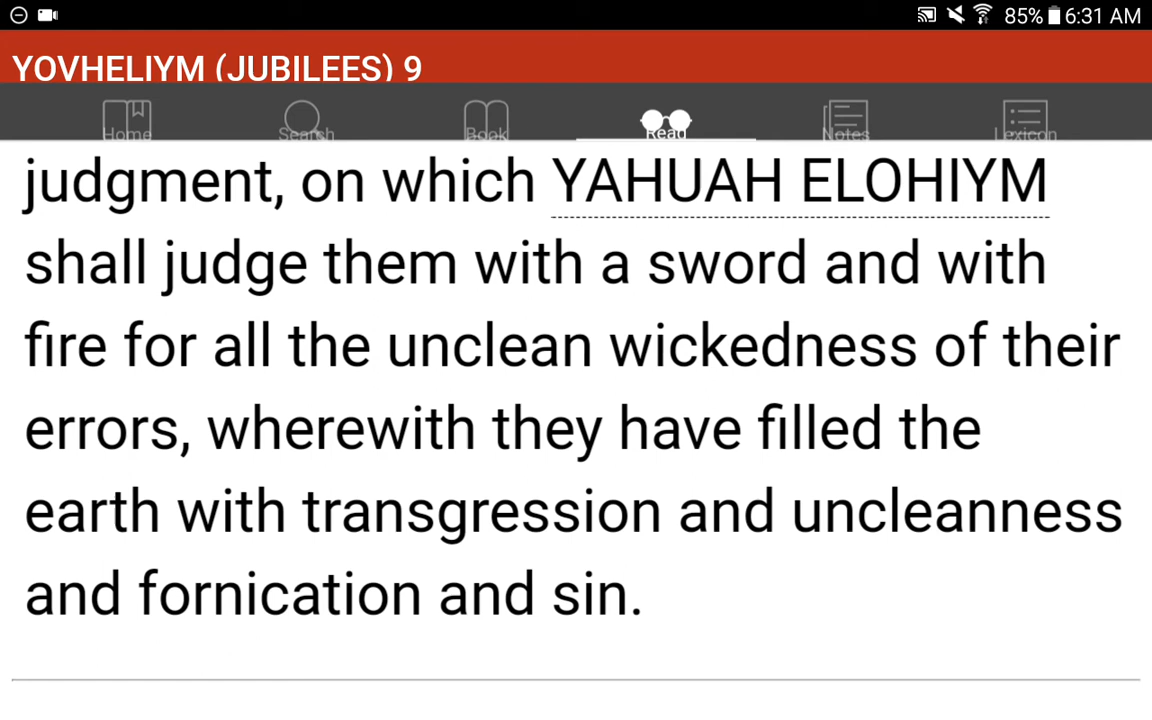 85% 6:31 AM
YOVHELIYM (JUBILEES) 9
Home Search Book Read Notes Lexicon
judgment, on which YAHUAH ELOHIYM
shall judge them with a sword and with
fire for all the unclean wickedness of their
errors, wherewith they have filled the
earth with transgression and uncleanness
and fornication and sin.